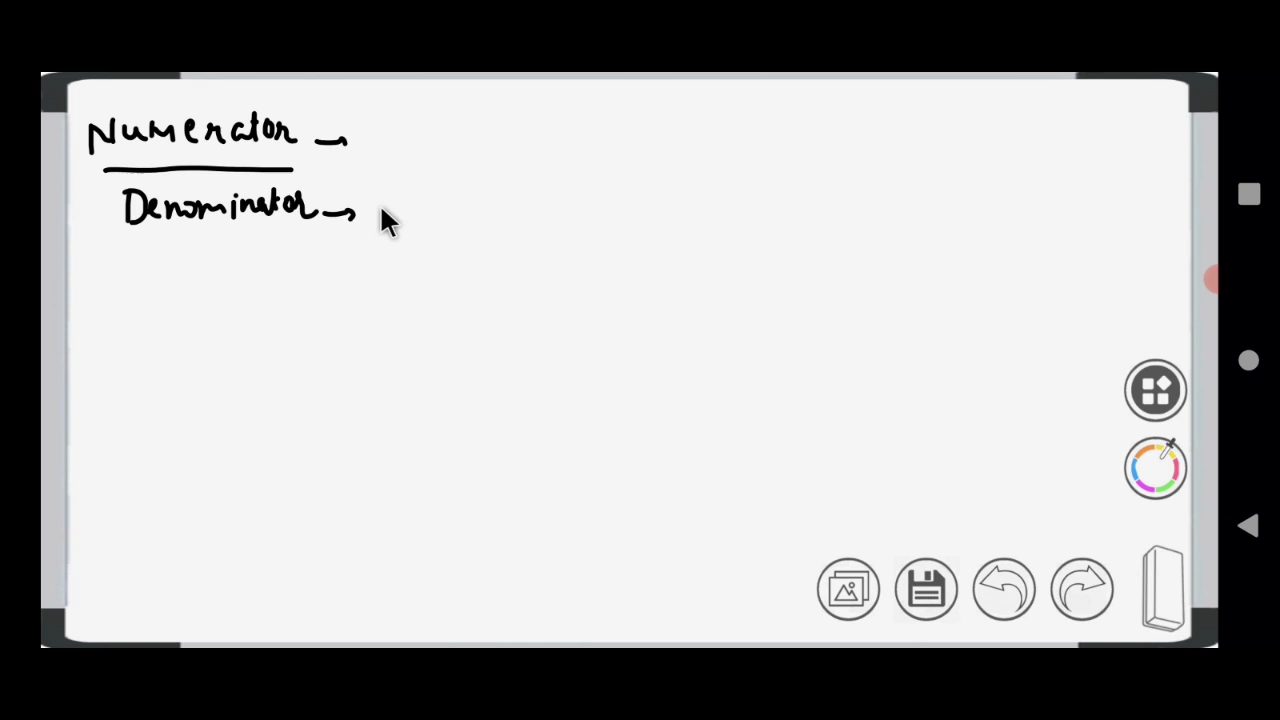 Numerator →
Denominator →